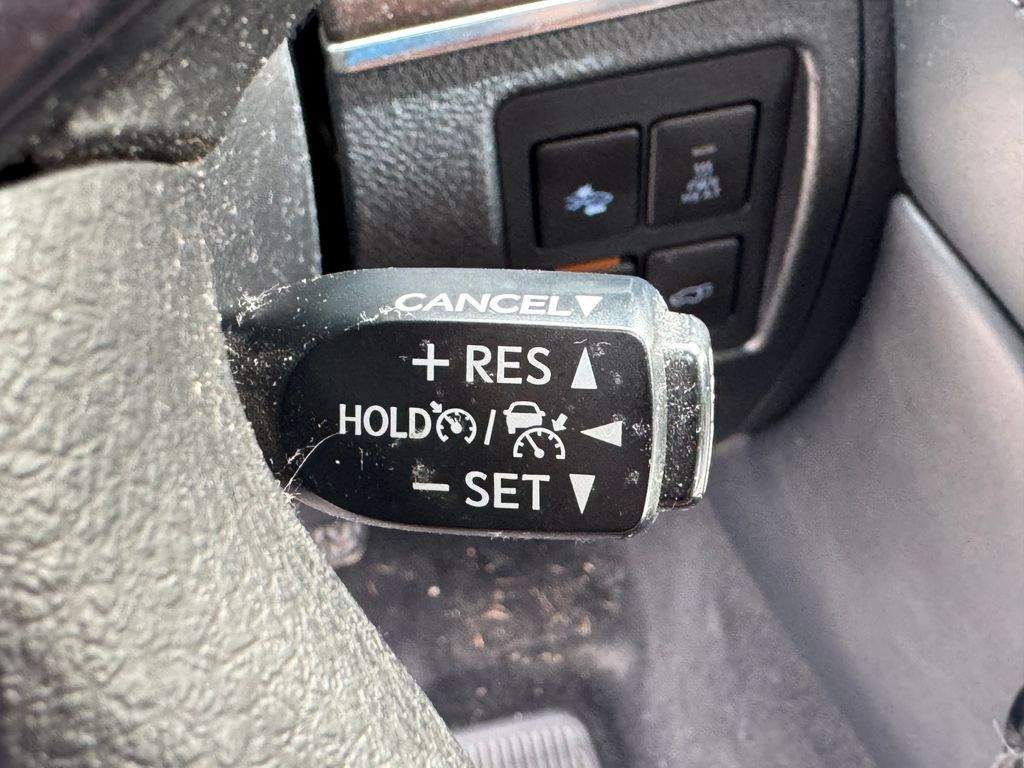 CANCEL▼
+ RES ▲
HOLD / ◀
− SET ▼